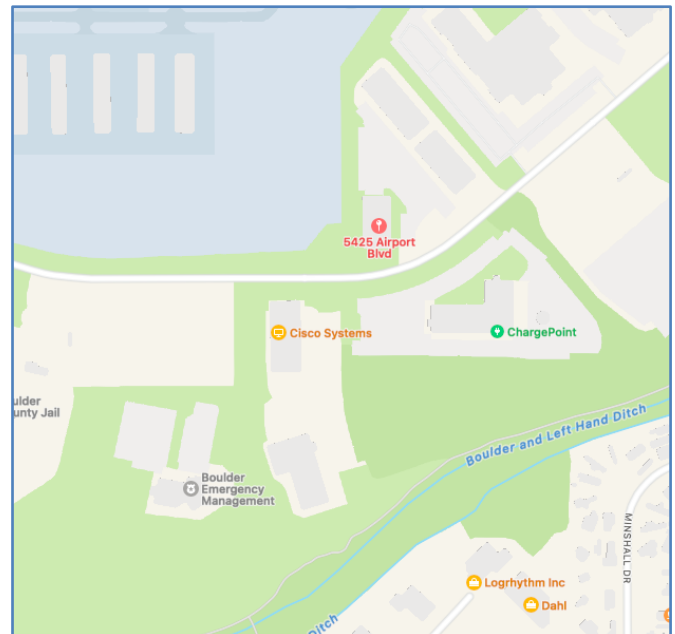 5425 Airport
Blvd
Cisco Systems
ChargePoint
ulder
unty Jail
Boulder and Left Hand Ditch
Boulder
Emergency
Management
MINSHALL DR
Logrhythm Inc
Dahl
Ditch